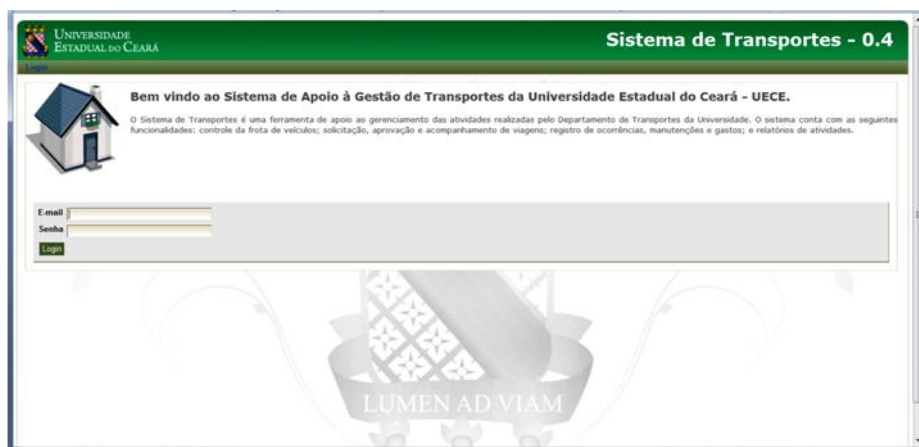 UNIVERSIDADE
ESTADUAL DO CEARÁ
Sistema de Transportes - 0.4
Login
Bem vindo ao Sistema de Apoio à Gestão de Transportes da Universidade Estadual do Ceará - UECE.
O Sistema de Transportes é uma ferramenta de apoio ao gerenciamento das atividades realizadas pelo Departamento de Transportes da Universidade. O sistema conta com as seguintes
funcionalidades: controle da frota de veículos; solicitação, aprovação e acompanhamento de viagens; registro de ocorrências, manutenções e gastos; e relatórios de atividades.
E-mail
Senha
Login
LUMEN AD VIAM